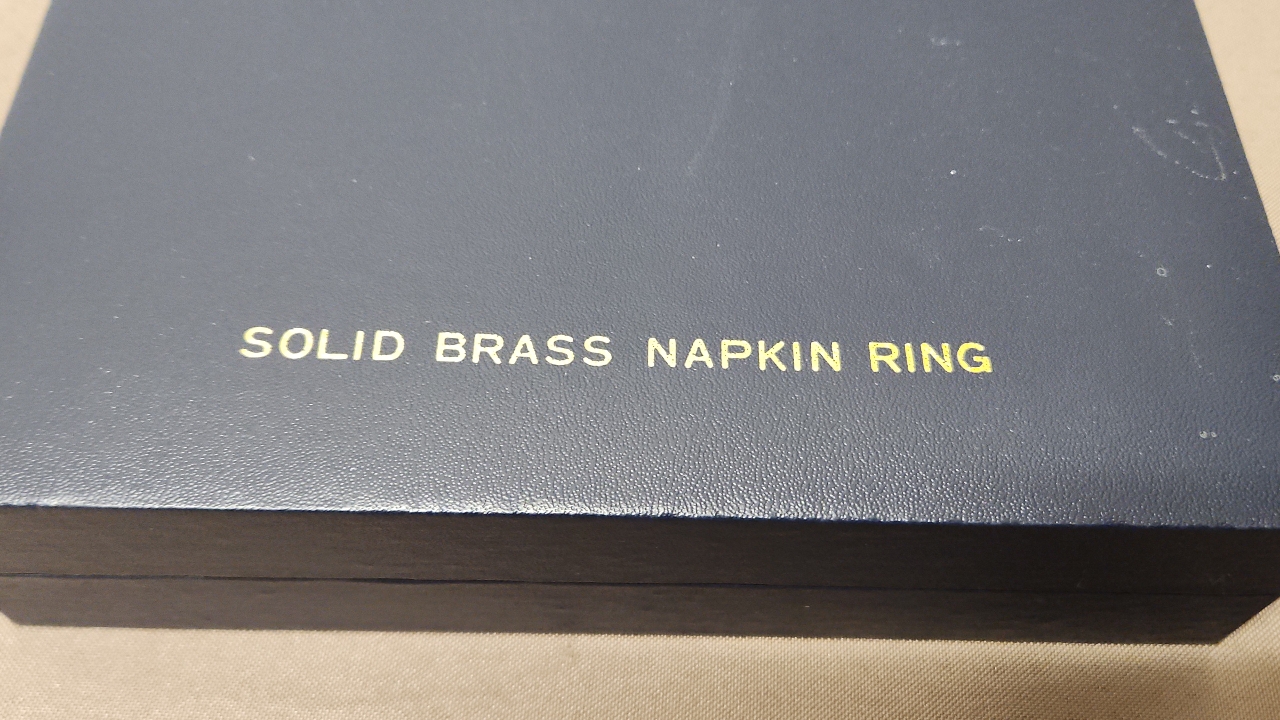 SOLID BRASS NAPKIN RING